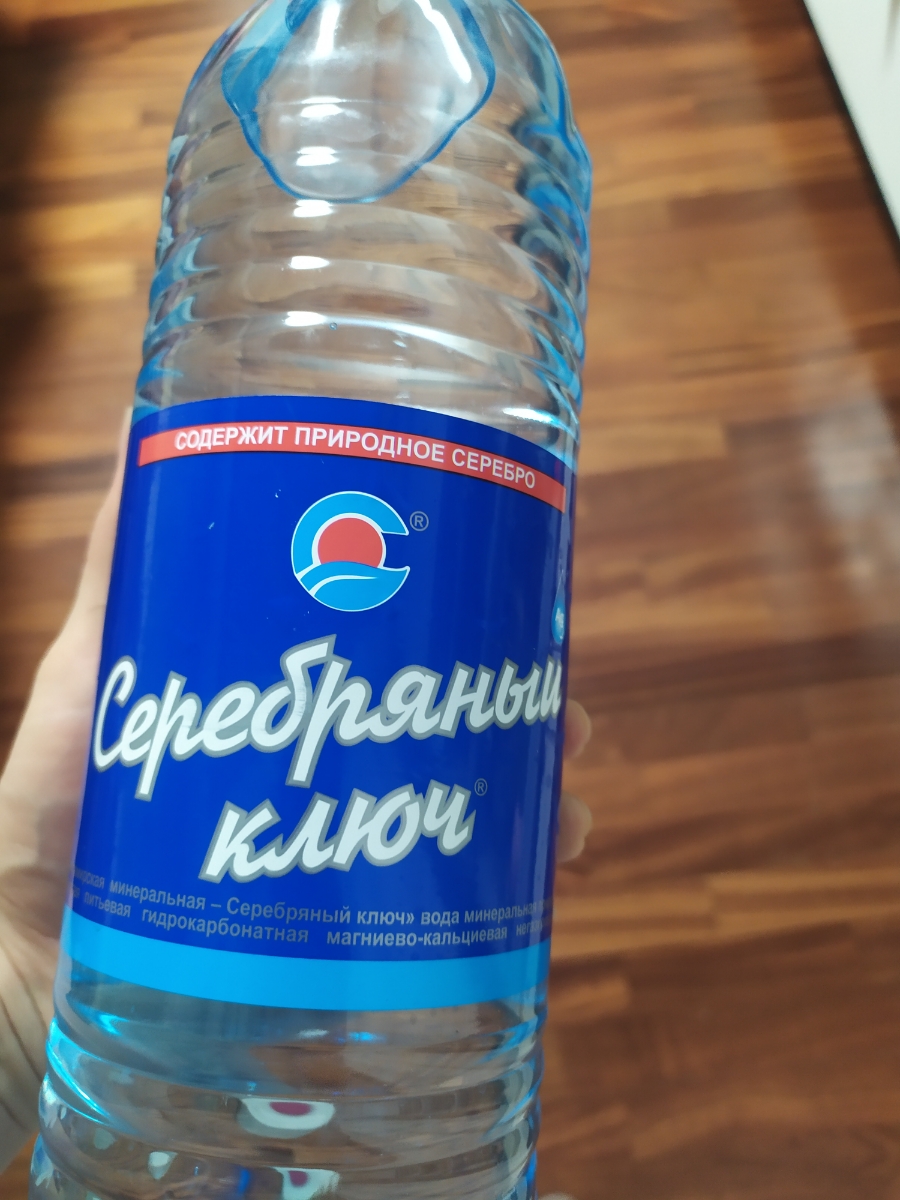 СОДЕРЖИТ ПРИРОДНОЕ СЕРЕБРО
®
Серебряный
ключ®
минеральная – Серебряный ключ» вода минеральная
питьевая гидрокарбонатная магниево-кальциевая